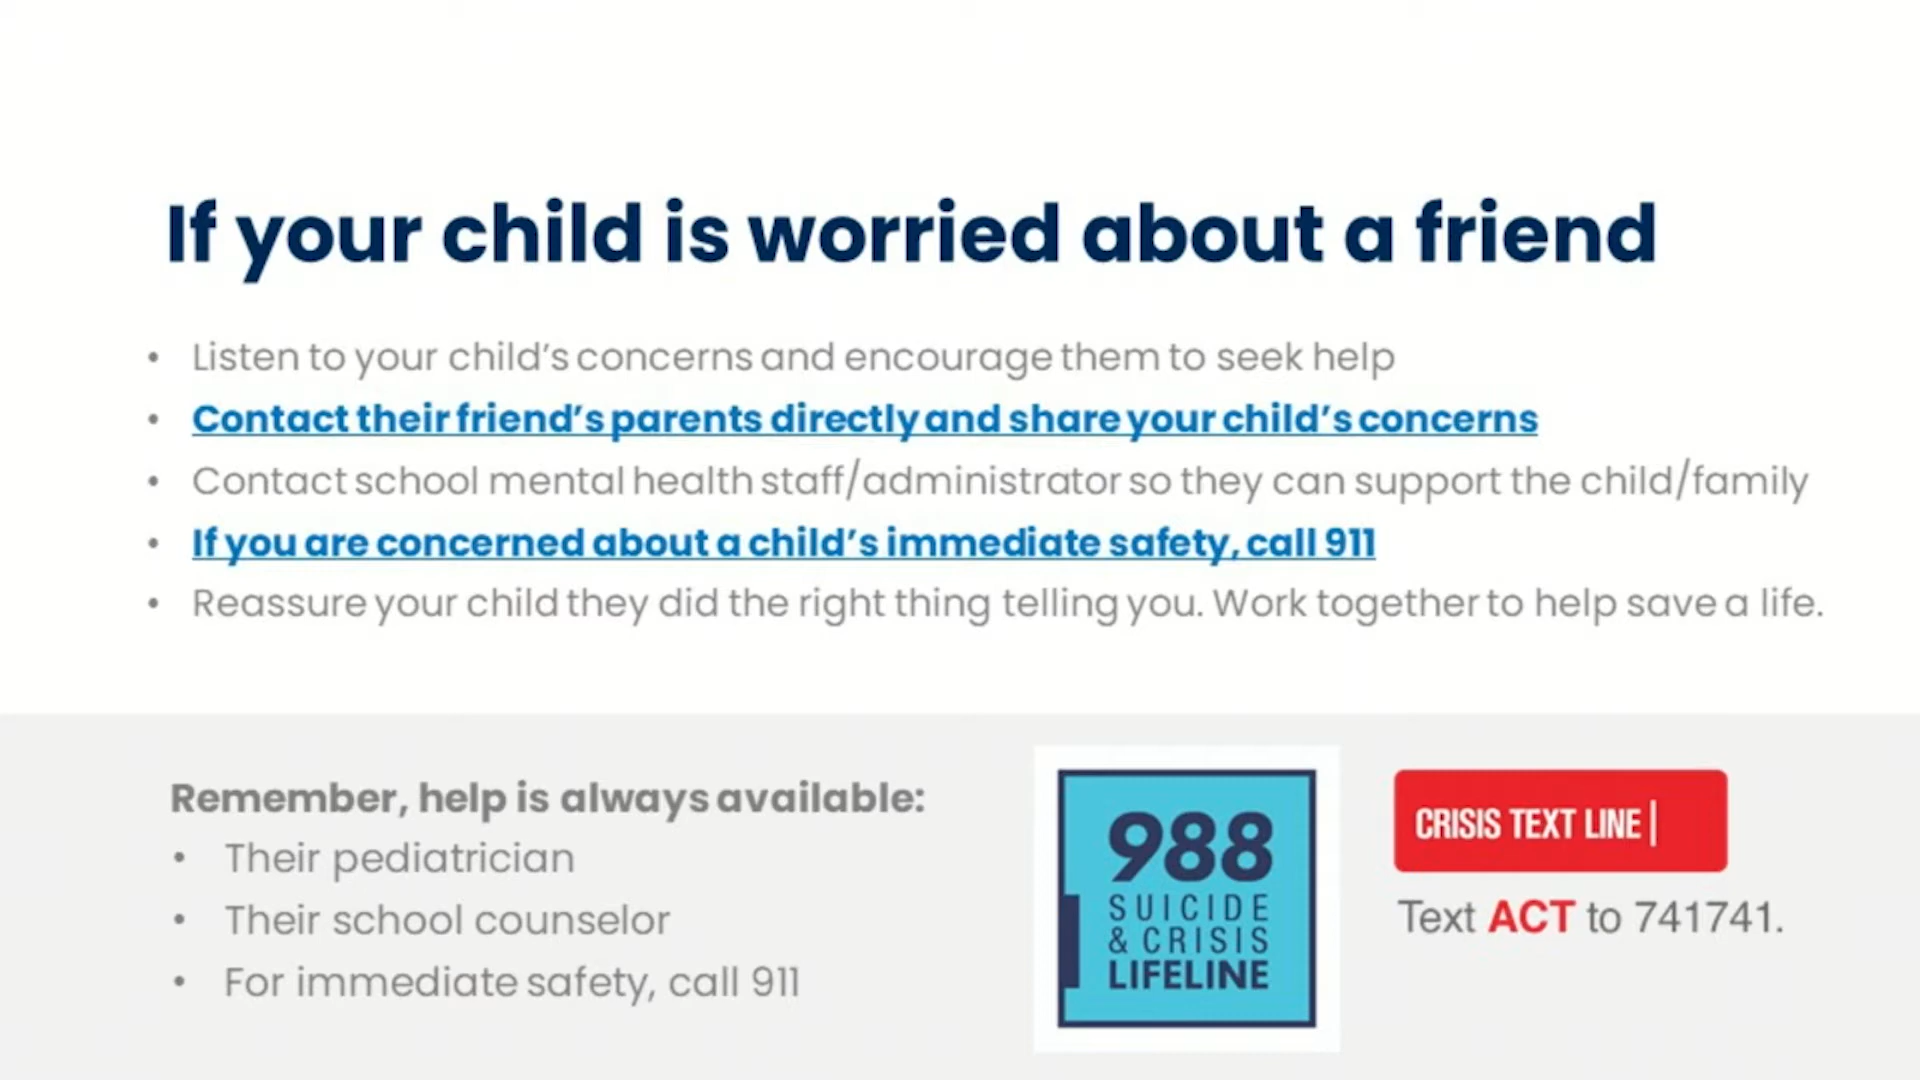 If your child is worried about a friend
• Listen to your child’s concerns and encourage them to seek help
• Contact their friend’s parents directly and share your child’s concerns
• Contact school mental health staff/administrator so they can support the child/family
• If you are concerned about a child’s immediate safety, call 911
• Reassure your child they did the right thing telling you. Work together to help save a life.
Remember, help is always available:
• Their pediatrician
• Their school counselor
• For immediate safety, call 911
988
SUICIDE
& CRISIS
LIFELINE
CRISIS TEXT LINE |
Text ACT to 741741.